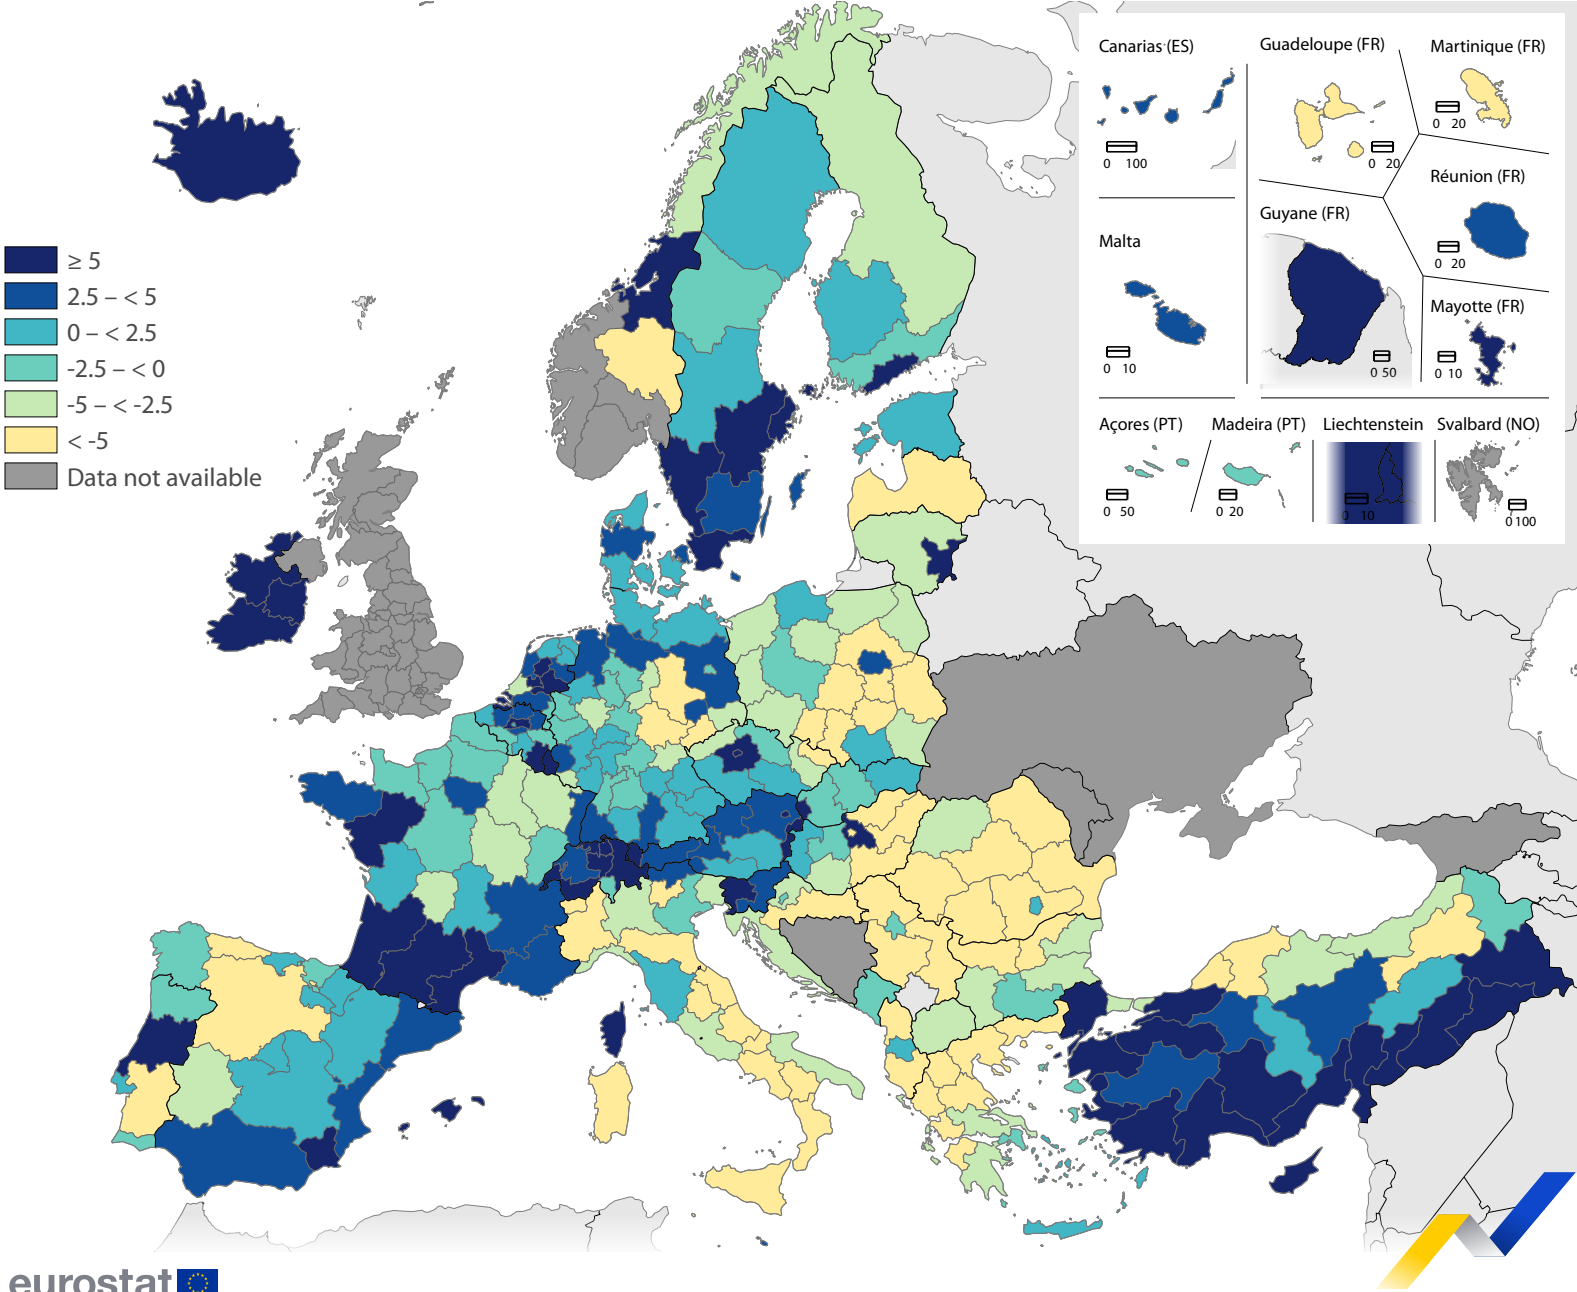 ≥ 5
2.5 – < 5
0 – < 2.5
-2.5 – < 0
-5 – < -2.5
< -5
Data not available
Canarias (ES)
0 100
Guadeloupe (FR)
0 20
Martinique (FR)
0 20
Réunion (FR)
0 20
Guyane (FR)
0 50
Malta
0 10
Mayotte (FR)
0 10
Açores (PT)
0 50
Madeira (PT)
0 20
Liechtenstein
0 10
Svalbard (NO)
0 100
eurostat